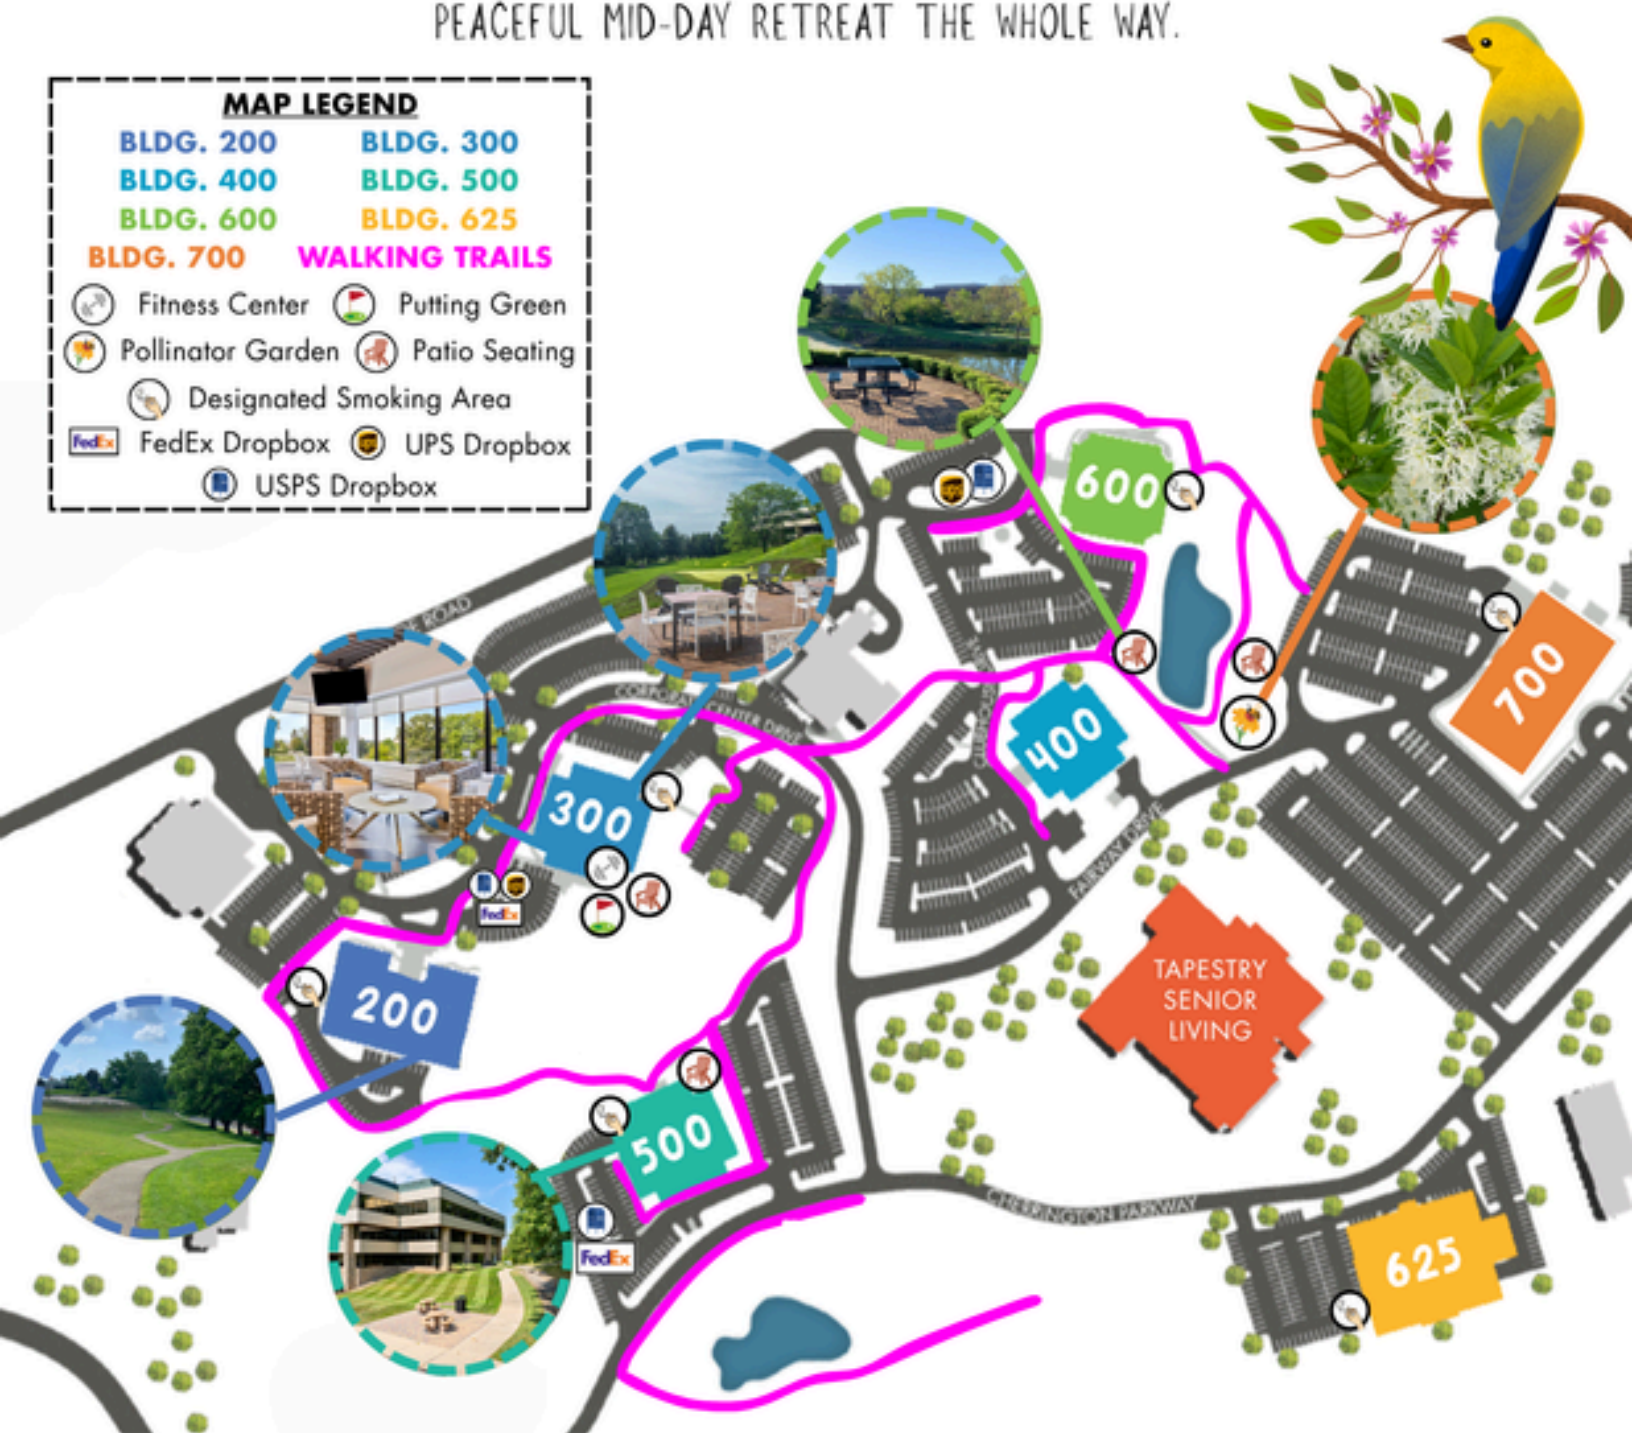 PEACEFUL MID-DAY RETREAT THE WHOLE WAY.
MAP LEGEND
BLDG. 200 BLDG. 300
BLDG. 400 BLDG. 500
BLDG. 600 BLDG. 625
BLDG. 700 WALKING TRAILS
Fitness Center Putting Green
Pollinator Garden Patio Seating
Designated Smoking Area
FedEx FedEx Dropbox UPS Dropbox
USPS Dropbox
600
ROAD
700
CORPORATE CENTER DRIVE
400
300
FAIRWAY DRIVE
FedEx
TAPESTRY
SENIOR
LIVING
200
500
CHERRINGTON PARKWAY
FedEx
625